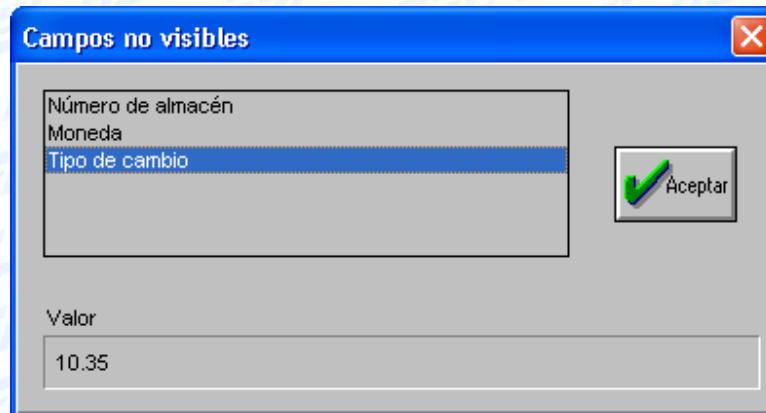 Campos no visibles
Número de almacén
Moneda
Tipo de cambio
Aceptar
Valor
10.35